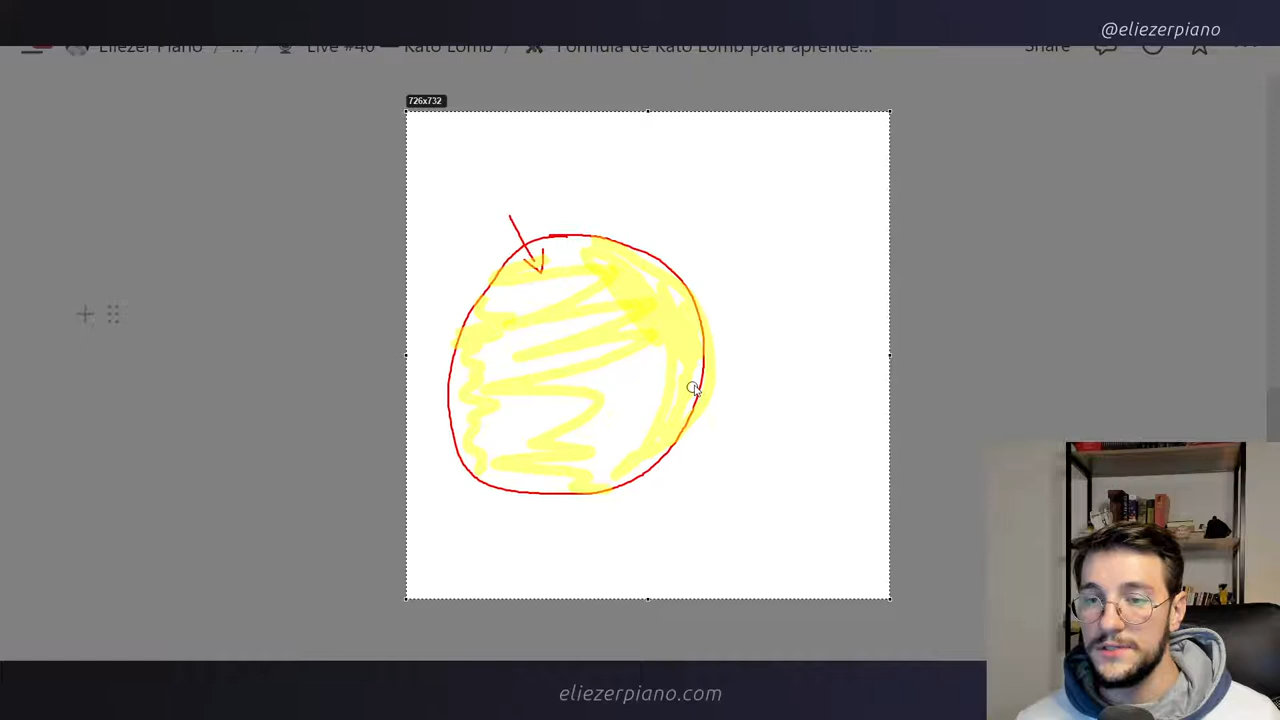 @eliezerpiano
Eliezer Piano / ... / Live #40 — Kató Lomb / Fórmula de Kató Lomb para aprende... Share
726x732
eliezerpiano.com